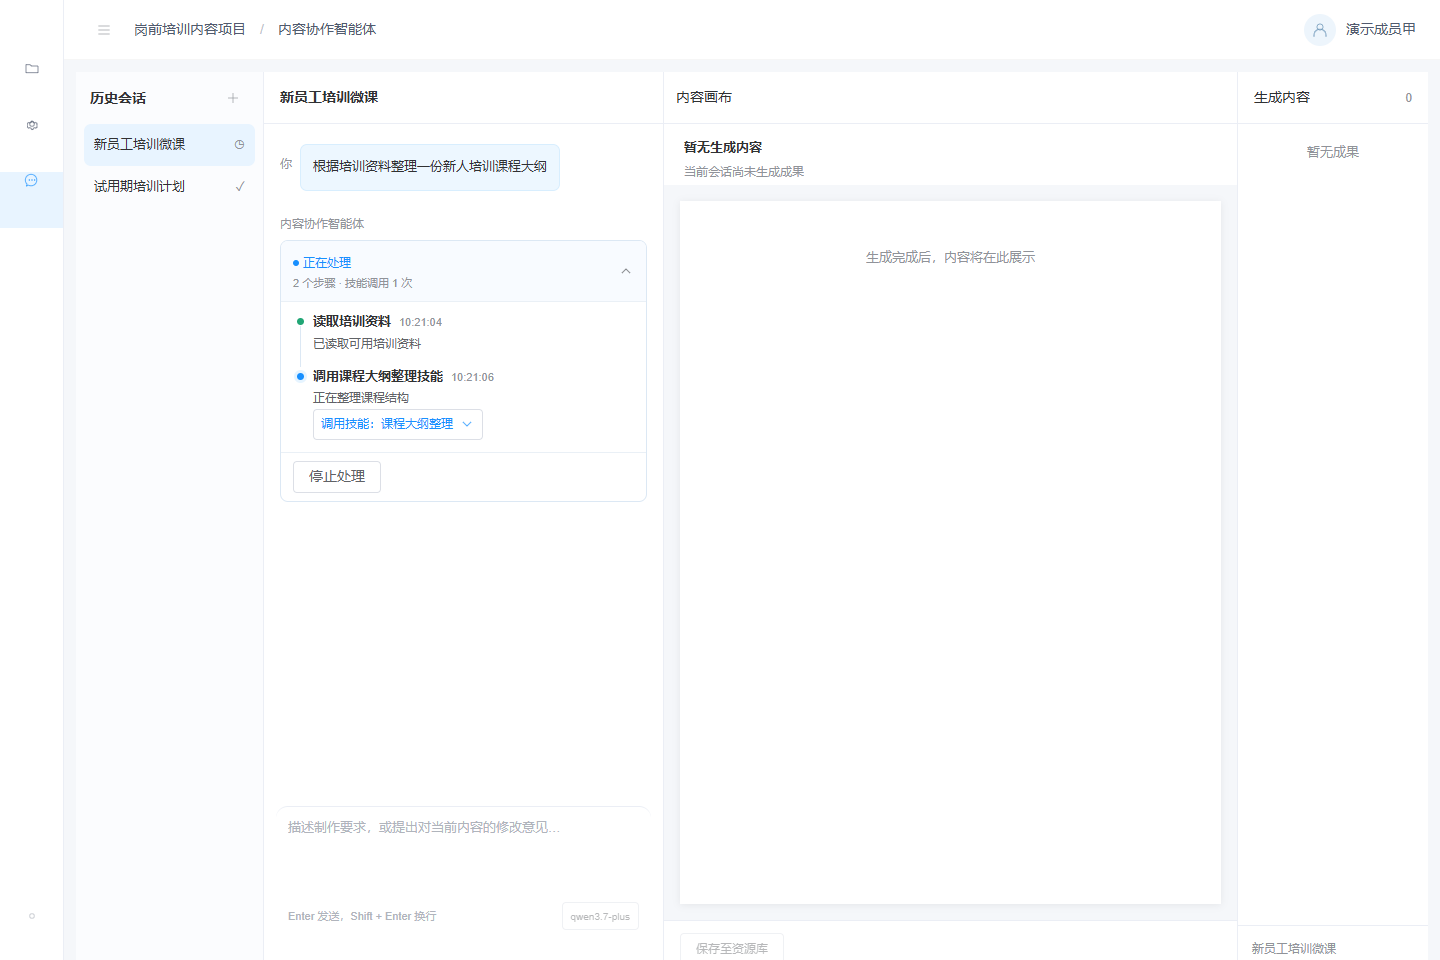 岗前培训内容项目 / 内容协作智能体
演示成员甲
历史会话
新员工培训微课
试用期培训计划
新员工培训微课
你
根据培训资料整理一份新人培训课程大纲
内容协作智能体
正在处理
2 个步骤 · 技能调用 1 次
读取培训资料 10:21:04
已读取可用培训资料
调用课程大纲整理技能 10:21:06
正在整理课程结构
调用技能：课程大纲整理
停止处理
描述制作要求，或提出对当前内容的修改意见...
Enter 发送，Shift + Enter 换行
qwen3.7-plus
内容画布
暂无生成内容
当前会话尚未生成成果
生成完成后，内容将在此展示
保存至资源库
生成内容 0
暂无成果
新员工培训微课